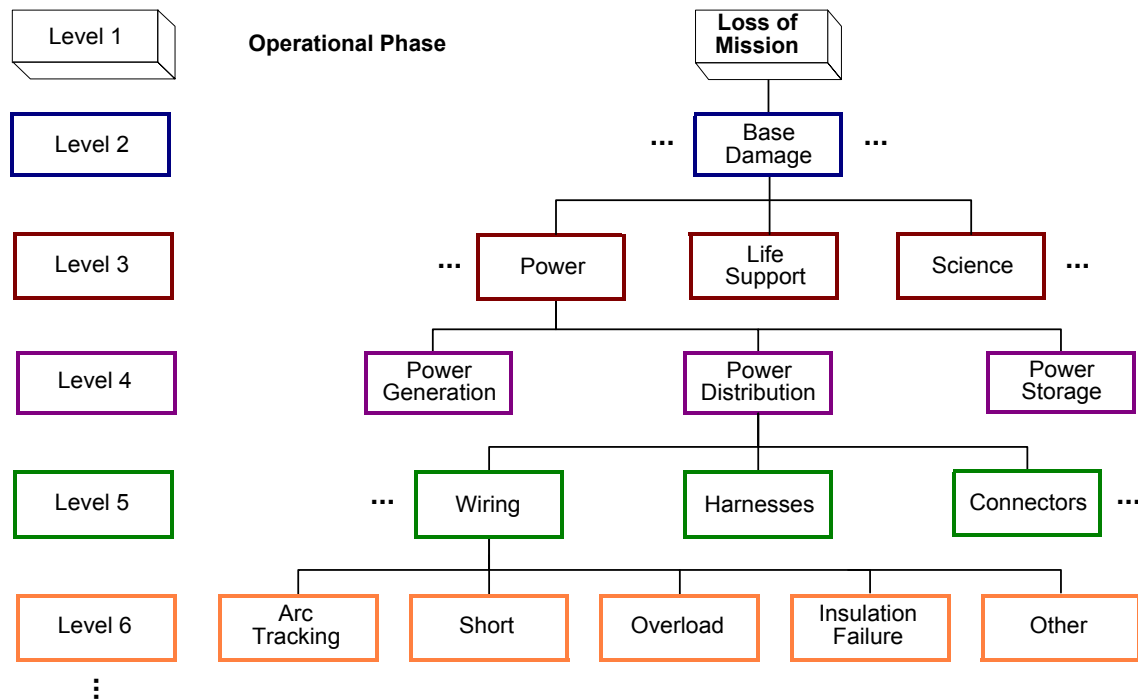 Level 1
Operational Phase
Loss of
Mission
Level 2
...
Base
Damage
...
Level 3
...
Power
Life
Support
Science
...
Level 4
Power
Generation
Power
Distribution
Power
Storage
Level 5
...
Wiring
Harnesses
Connectors
...
Level 6
Arc
Tracking
Short
Overload
Insulation
Failure
Other
...